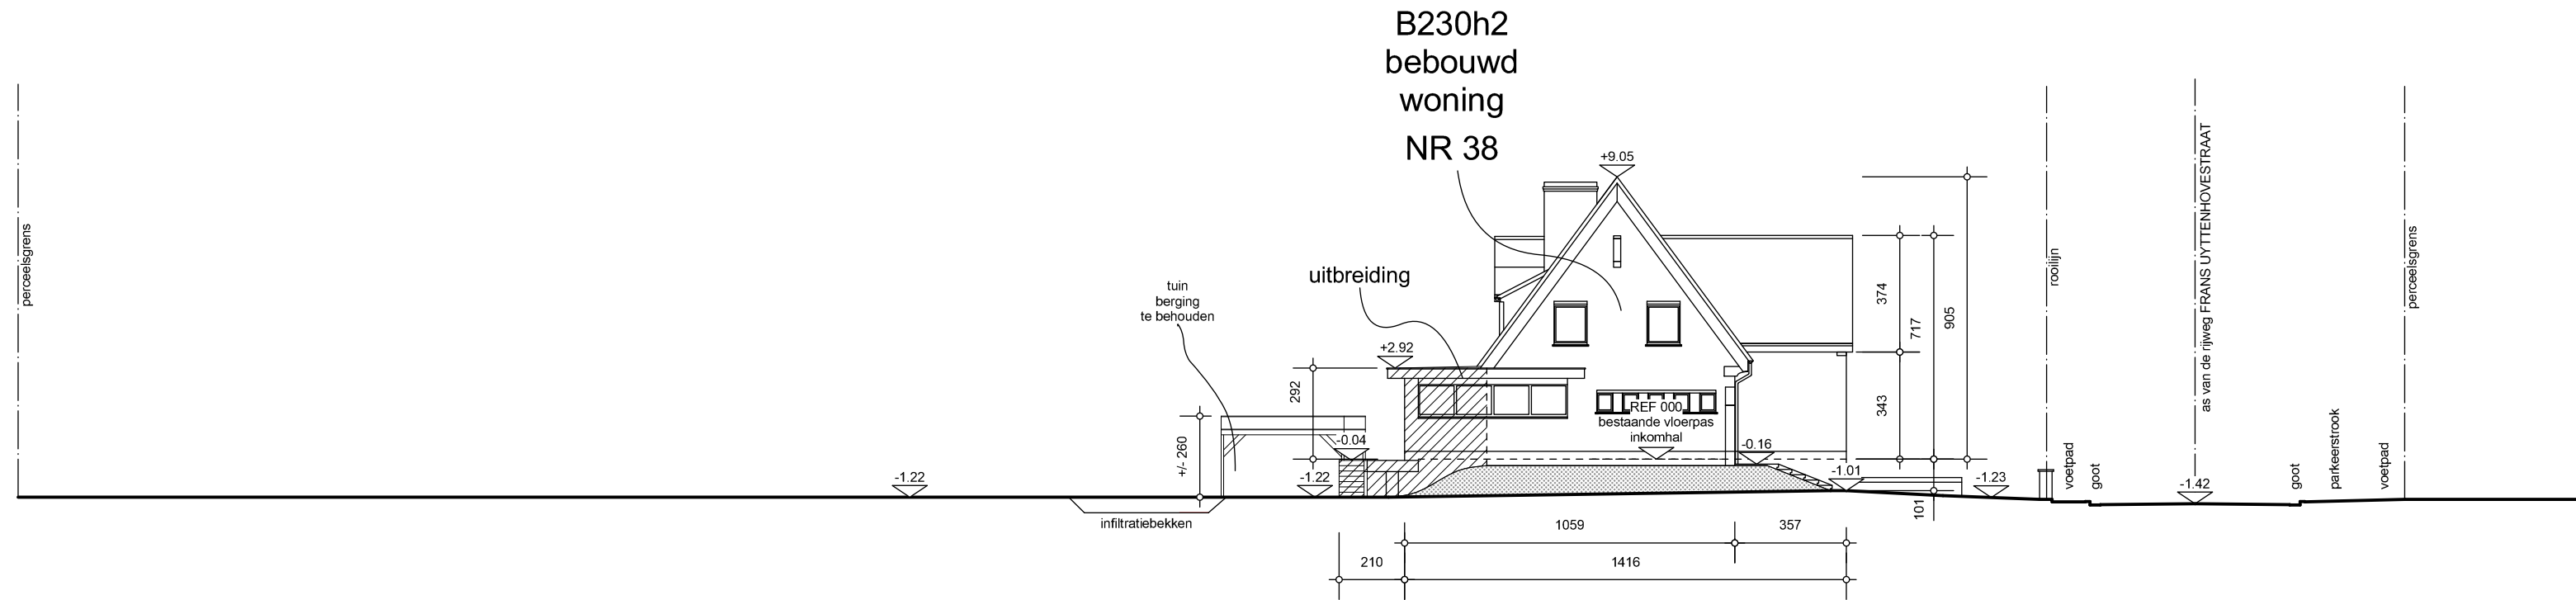 B230h2
bebouwd
woning
NR 38
+9.05
perceelsgrens
tuin
berging
te behouden
uitbreiding
+2.92
292
+/- 260
-0.04
-1.22
-1.22
infiltratiebekken
REF 000
bestaande vloerpas
inkomhal
-0.16
-1.01
-1.23
374
717
905
343
101
rooilijn
as van de rijweg FRANS UYTTENHOVESTRAAT
perceelsgrens
voetpad
goot
-1.42
goot
parkeerstrook
voetpad
1059
357
210
1416